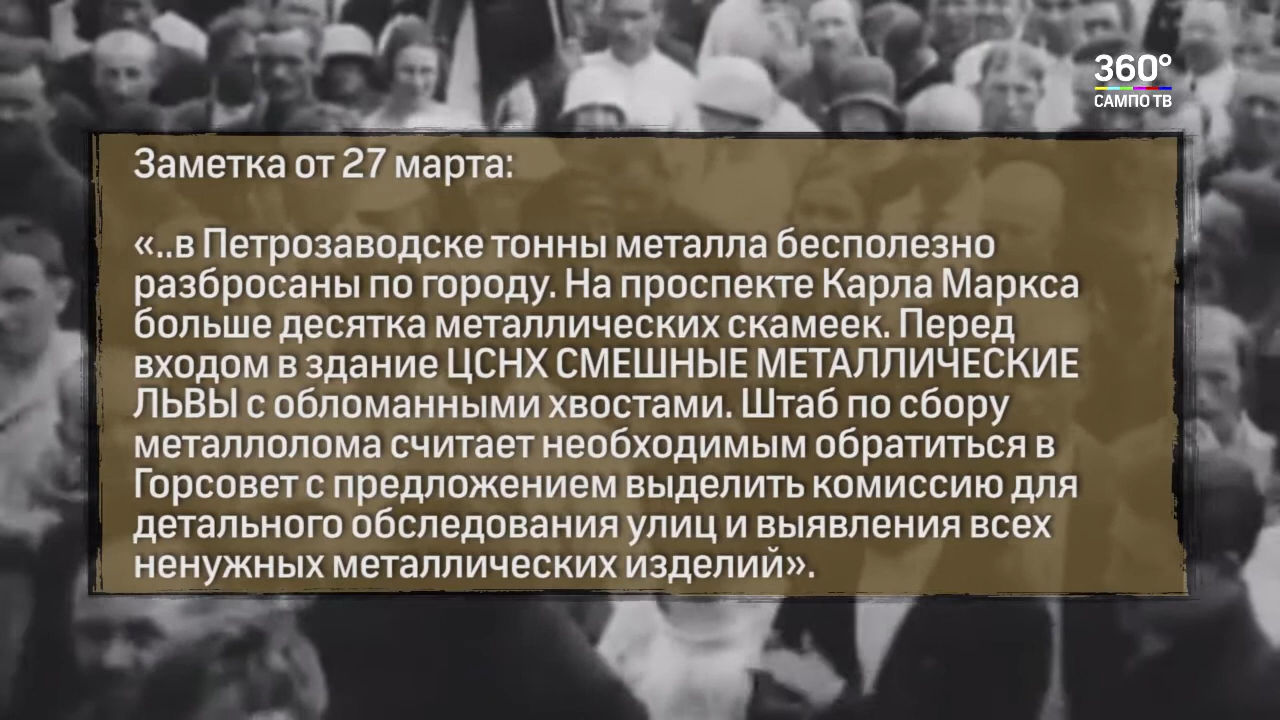 360°
САМПО ТВ
Заметка от 27 марта:
«..в Петрозаводске тонны металла бесполезно
разбросаны по городу. На проспекте Карла Маркса
больше десятка металлических скамеек. Перед
входом в здание ЦСНХ СМЕШНЫЕ МЕТАЛЛИЧЕСКИЕ
ЛЬВЫ с обломанными хвостами. Штаб по сбору
металлолома считает необходимым обратиться в
Горсовет с предложением выделить комиссию для
детального обследования улиц и выявления всех
ненужных металлических изделий».